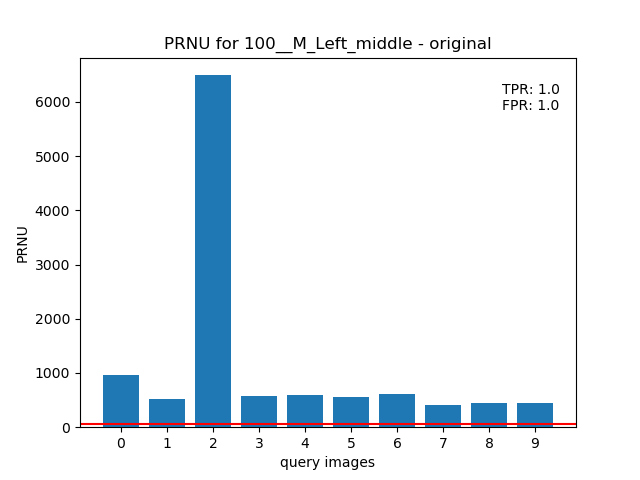 PRNU for 100__M_Left_middle - original
TPR: 1.0
FPR: 1.0
PRNU
6000
5000
4000
3000
2000
1000
0
0 1 2 3 4 5 6 7 8 9
query images